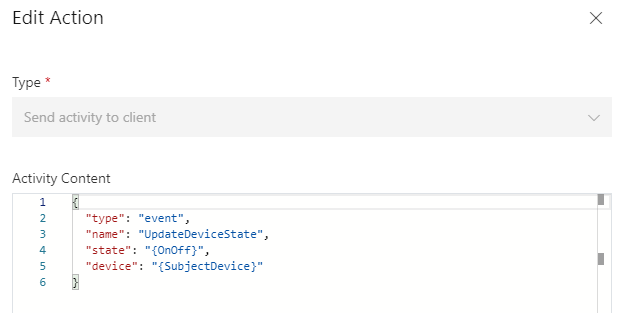 Edit Action
Type *
Send activity to client
Activity Content
1 {
2 "type": "event",
3 "name": "UpdateDeviceState",
4 "state": "{OnOff}",
5 "device": "{SubjectDevice}"
6 }